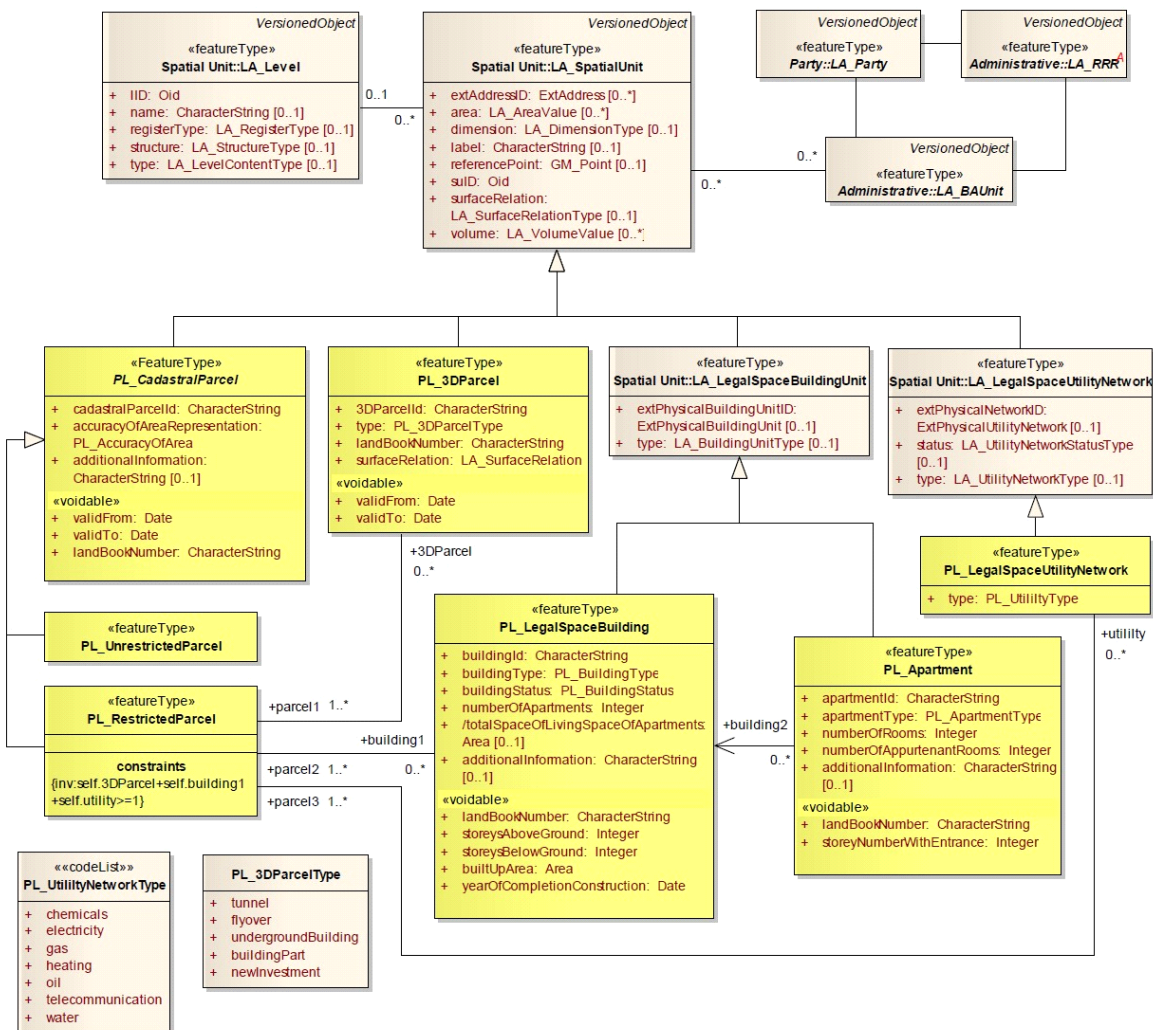 VersionedObject
«featureType»
Spatial Unit::LA_Level
+ lID: Oid
+ name: CharacterString [0..1]
+ registerType: LA_RegisterType [0..1]
+ structure: LA_StructureType [0..1]
+ type: LA_LevelContentType [0..1]
0..1
0..*
VersionedObject
«featureType»
Spatial Unit::LA_SpatialUnit
+ extAddressID: ExtAddress [0..*]
+ area: LA_AreaValue [0..*]
+ dimension: LA_DimensionType [0..1]
+ label: CharacterString [0..1]
+ referencePoint: GM_Point [0..1]
+ suID: Oid
+ surfaceRelation:
LA_SurfaceRelationType [0..1]
+ volume: LA_VolumeValue [0..*]
0..*
0..*
VersionedObject
«featureType»
Party::LA_Party
VersionedObject
«featureType»
Administrative::LA_RRR
A
VersionedObject
«featureType»
Administrative::LA_BAUnit
«FeatureType»
PL_CadastralParcel
+ cadastralParcelId: CharacterString
+ accuracyOfAreaRepresentation:
PL_AccuracyOfArea
+ additionalInformation:
CharacterString [0..1]
«voidable»
+ validFrom: Date
+ validTo: Date
+ landBookNumber: CharacterString
«featureType»
PL_3DParcel
+ 3DParcelId: CharacterString
+ type: PL_3DParcelType
+ landBookNumber: CharacterString
+ surfaceRelation: LA_SurfaceRelation
«voidable»
+ validFrom: Date
+ validTo: Date
+3DParcel
0..*
«featureType»
Spatial Unit::LA_LegalSpaceBuildingUnit
+ extPhysicalBuildingUnitID:
ExtPhysicalBuildingUnit [0..1]
+ type: LA_BuildingUnitType [0..1]
«featureType»
Spatial Unit::LA_LegalSpaceUtilityNetwork
+ extPhysicalNetworkID:
ExtPhysicalUtilityNetwork [0..1]
+ status: LA_UtilityNetworkStatusType
[0..1]
+ type: LA_UtilityNetworkType [0..1]
«featureType»
PL_LegalSpaceUtilityNetwork
+ type: PL_UtililtyType
+utililty
0..*
«featureType»
PL_UnrestrictedParcel
«featureType»
PL_RestrictedParcel
constraints
{inv:self.3DParcel+self.building1
+self.utility>=1}
+parcel1 1..*
+parcel2 1..*
+parcel3 1..*
+building1
0..*
«featureType»
PL_LegalSpaceBuilding
+ buildingId: CharacterString
+ buildingType: PL_BuildingType
+ buildingStatus: PL_BuildingStatus
+ numberOfApartments: Integer
+ /totalSpaceOfLivingSpaceOfApartments:
Area [0..1]
+ additionalInformation: CharacterString
[0..1]
«voidable»
+ landBookNumber: CharacterString
+ storeysAboveGround: Integer
+ storeysBelowGround: Integer
+ builtUpArea: Area
+ yearOfCompletionConstruction: Date
+building2
0..*
«featureType»
PL_Apartment
+ apartmentId: CharacterString
+ apartmentType: PL_ApartmentType
+ numberOfRooms: Integer
+ numberOfAppurtenantRooms: Integer
+ additionalInformation: CharacterString
[0..1]
«voidable»
+ landBookNumber: CharacterString
+ storeyNumberWithEntrance: Integer
««codeList»»
PL_UtililtyNetworkType
+ chemicals
+ electricity
+ gas
+ heating
+ oil
+ telecommunication
+ water
PL_3DParcelType
+ tunnel
+ flyover
+ undergroundBuilding
+ buildingPart
+ newInvestment